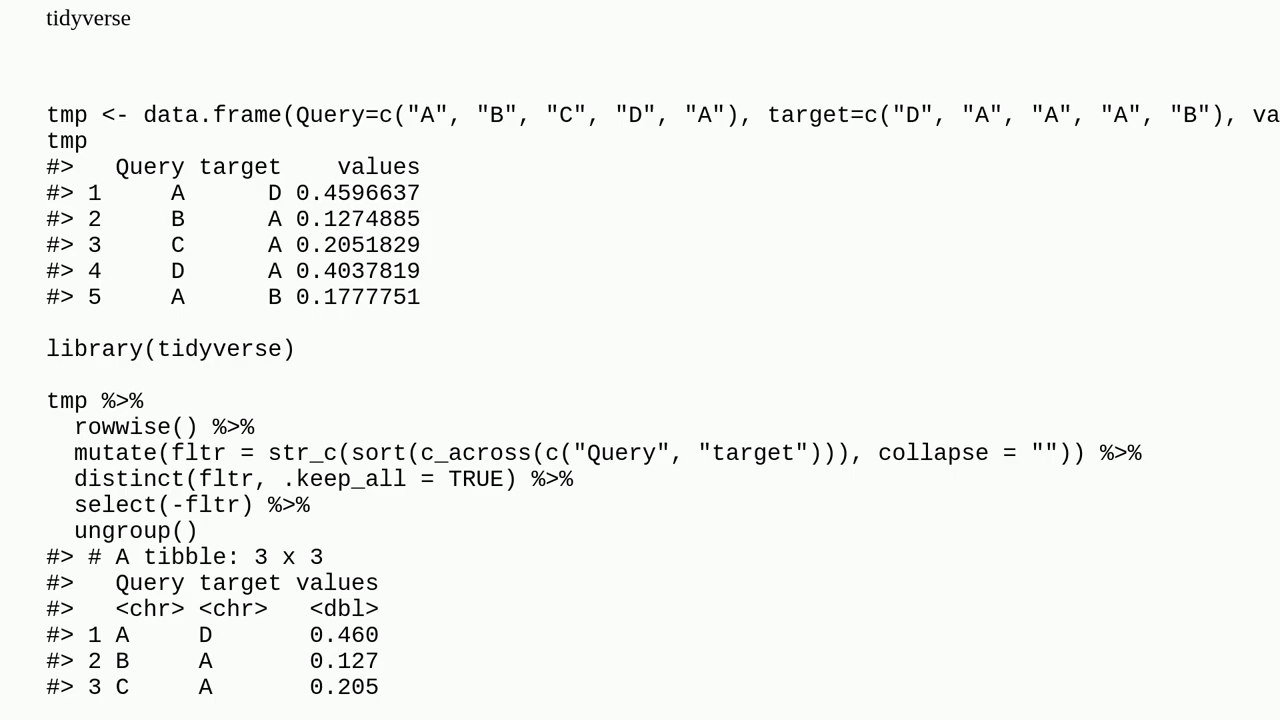 tidyverse
tmp <- data.frame(Query=c("A", "B", "C", "D", "A"), target=c("D", "A", "A", "A", "B"), va
tmp
#>   Query target    values
#> 1     A      D 0.4596637
#> 2     B      A 0.1274885
#> 3     C      A 0.2051829
#> 4     D      A 0.4037819
#> 5     A      B 0.1777751
library(tidyverse)
tmp %>%
  rowwise() %>%
  mutate(fltr = str_c(sort(c_across(c("Query", "target"))), collapse = "")) %>%
  distinct(fltr, .keep_all = TRUE) %>%
  select(-fltr) %>%
  ungroup()
#> # A tibble: 3 x 3
#>   Query target values
#>   <chr> <chr>   <dbl>
#> 1 A     D       0.460
#> 2 B     A       0.127
#> 3 C     A       0.205